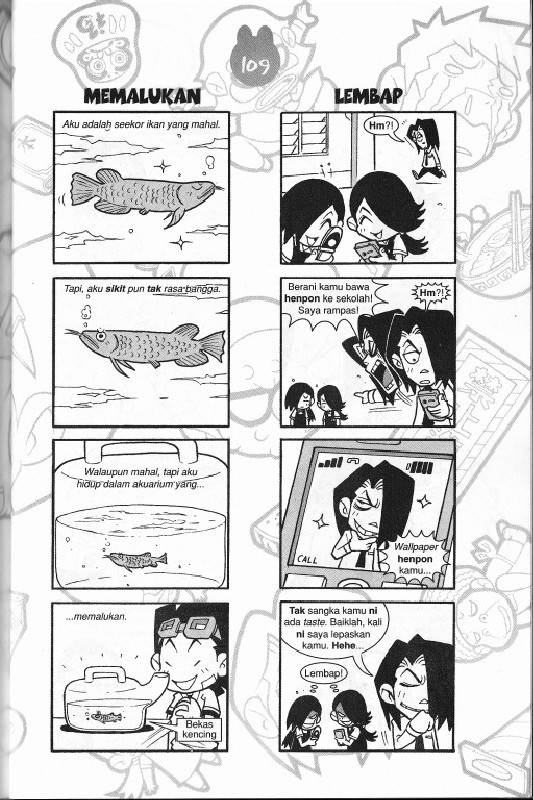 109
MEMALUKAN
Aku adalah seekor ikan yang mahal.
Tapi, aku sikit pun tak rasa bangga.
Walaupun mahal, tapi aku
hidup dalam akuarium yang...
...memalukan.
Bekas
kencing
LEMBAP
Hm?!
Berani kamu bawa
henpon ke sekolah!
Saya rampas!
Hm?!
CALL
Wallpaper
henpon
kamu...
Tak sangka kamu ni
ada taste. Baiklah, kali
ni saya lepaskan
kamu. Hehe...
Lembap!